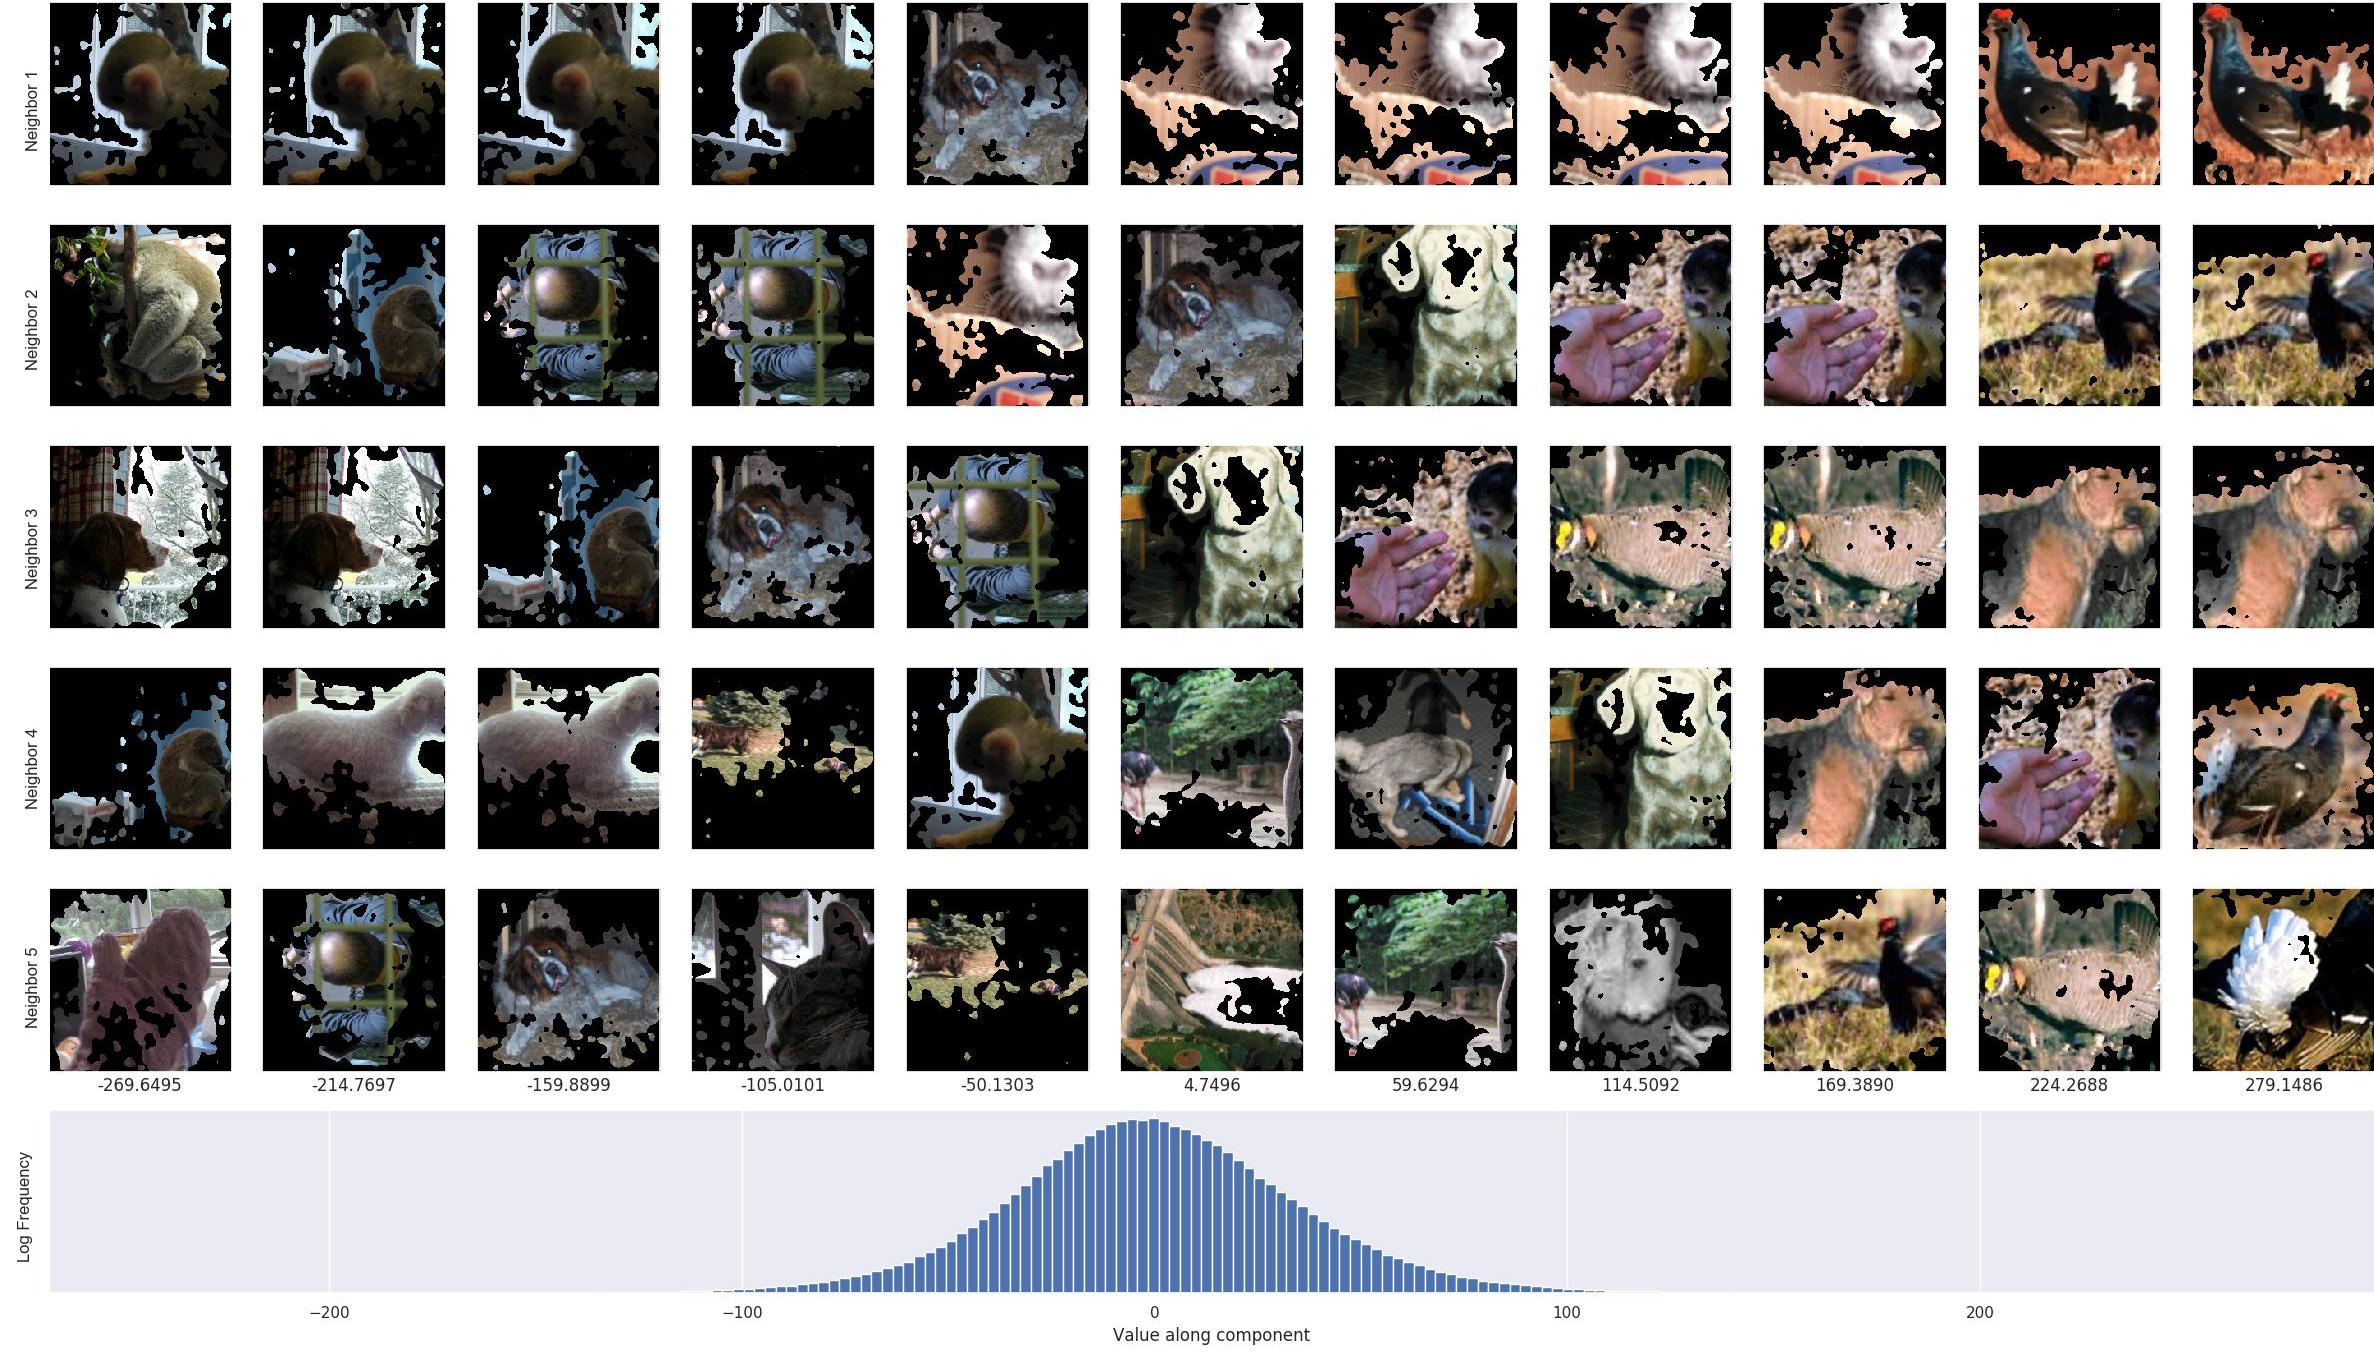 Neighbor 1
Neighbor 2
Neighbor 3
Neighbor 4
Neighbor 5
-269.6495 -214.7697 -159.8899 -105.0101 -50.1303 4.7496 59.6294 114.5092 169.3890 224.2688 279.1486
Log Frequency
−200 −100 0 100 200
Value along component